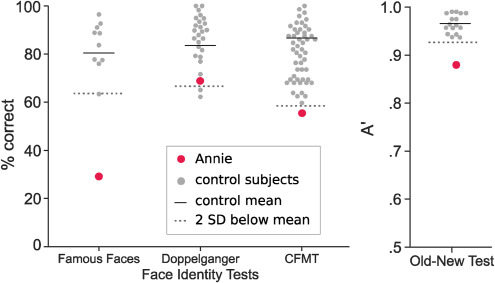 100
80
60
40
20
0
% correct
Annie
control subjects
control mean
2 SD below mean
Famous Faces Doppelganger CFMT
Face Identity Tests
1.0
.9
.8
.7
.6
.5
A'
Old-New Test